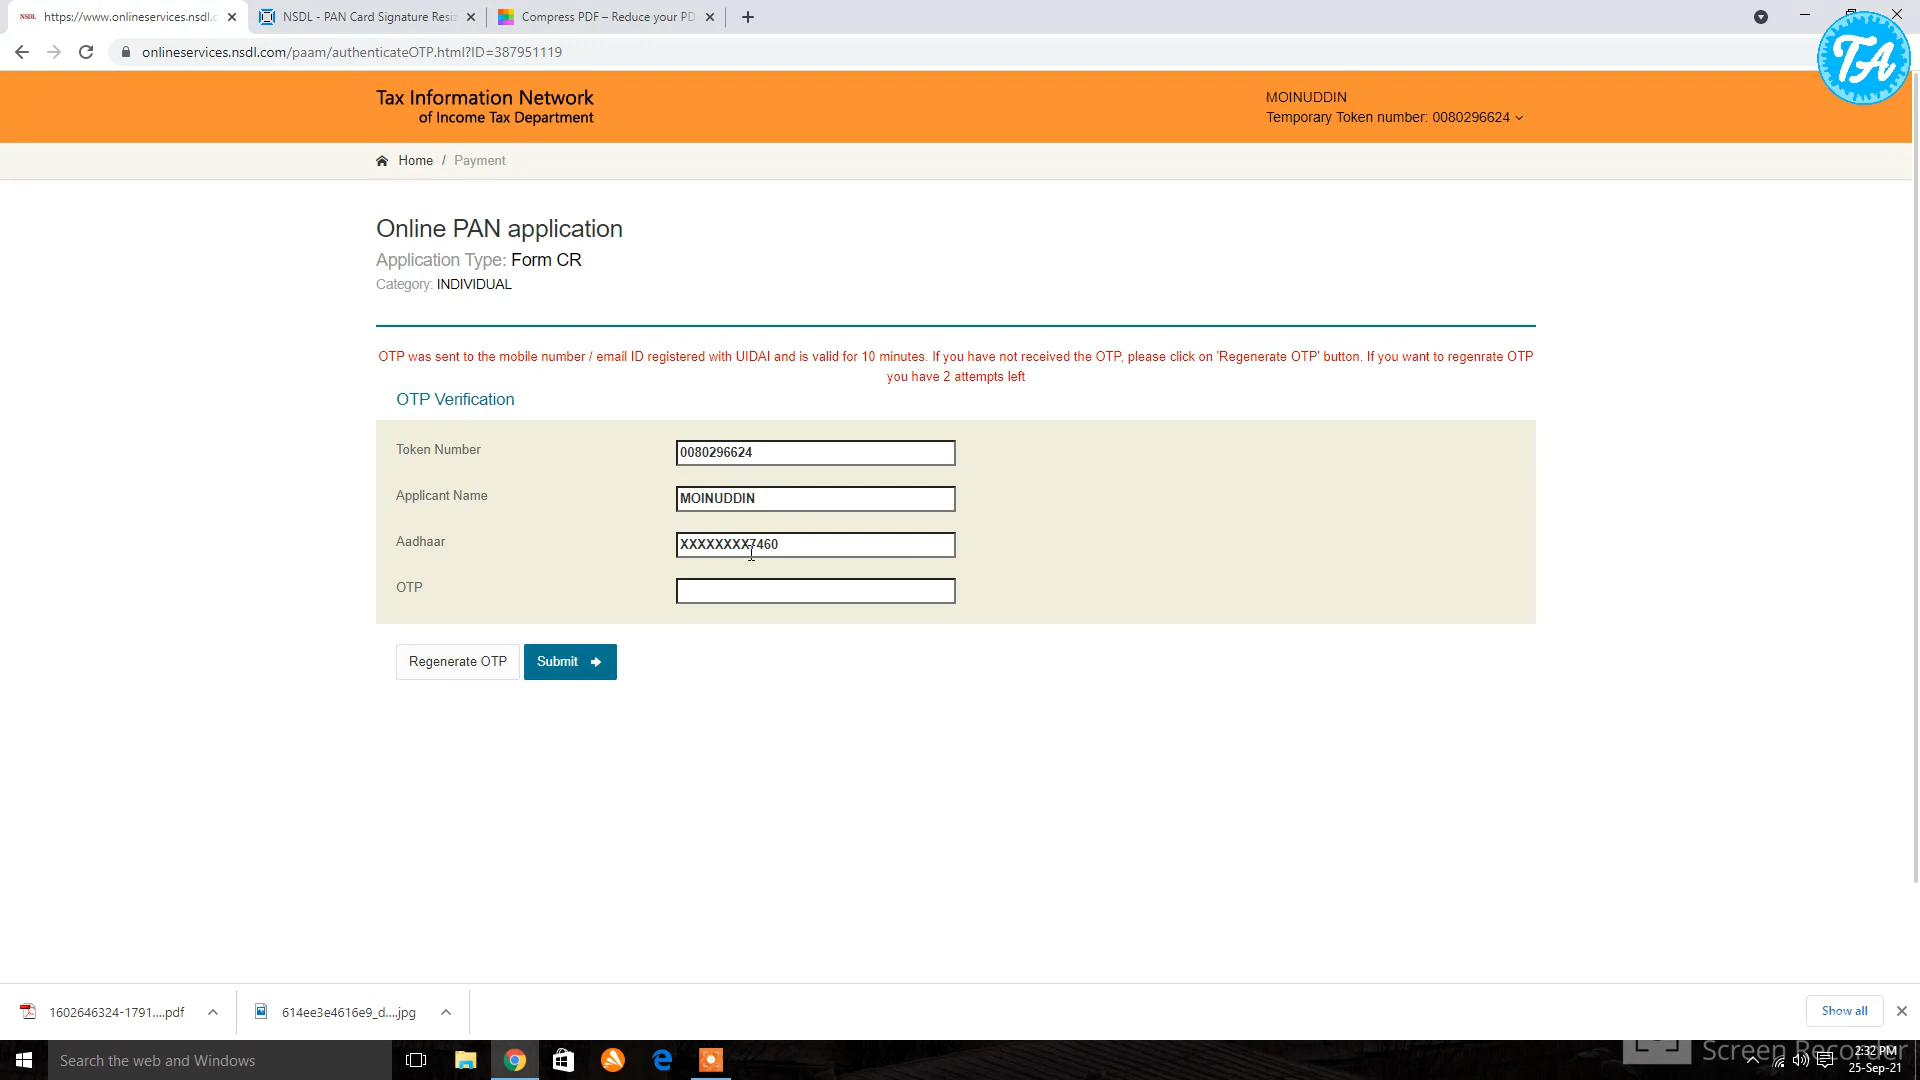 https://www.onlineservices.nsdl.c
NSDL - PAN Card Signature Resiz
Compress PDF – Reduce your PD
onlineservices.nsdl.com/paam/authenticateOTP.html?ID=387951119
TA
Tax Information Network
of Income Tax Department
MOINUDDIN
Temporary Token number: 0080296624
Home / Payment
Online PAN application
Application Type: Form CR
Category: INDIVIDUAL
OTP was sent to the mobile number / email ID registered with UIDAI and is valid for 10 minutes. If you have not received the OTP, please click on 'Regenerate OTP' button. If you want to regenrate OTP
you have 2 attempts left
OTP Verification
Token Number 0080296624
Applicant Name MOINUDDIN
Aadhaar XXXXXXXX7460
OTP
Regenerate OTP Submit
1602646324-1791....pdf
614ee3e4616e9_d....jpg
Show all
Search the web and Windows
Screen Recorder
2:32 PM
25-Sep-21